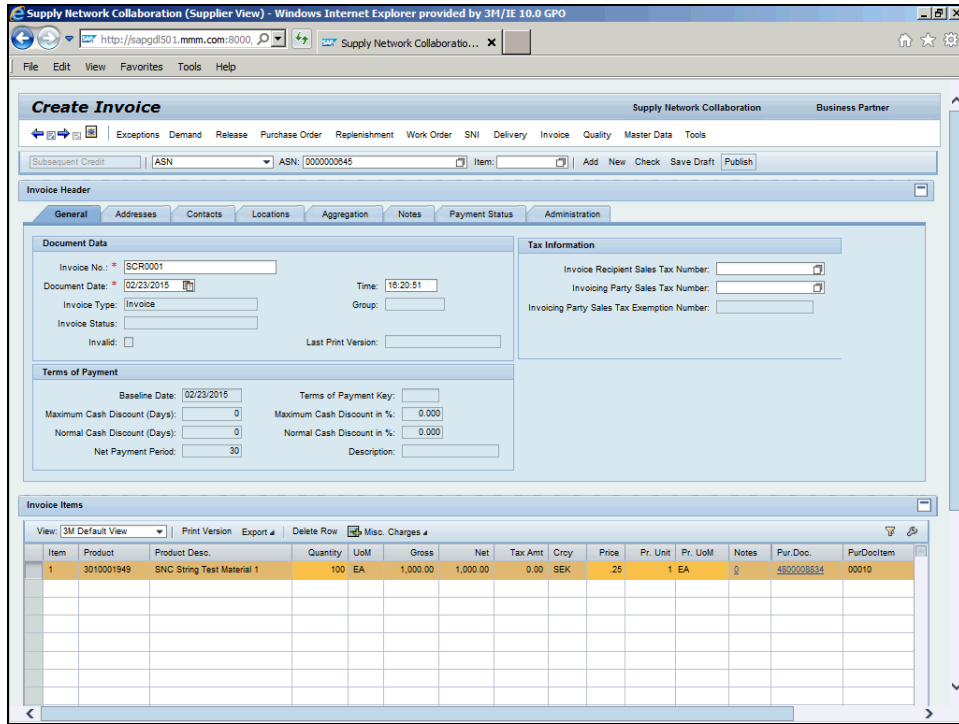 Supply Network Collaboration (Supplier View) - Windows Internet Explorer provided by 3M/IE 10.0 GPO
http://sapgdl501.mmm.com:8000, Supply Network Collaboratio... X
File Edit View Favorites Tools Help
Create Invoice Supply Network Collaboration Business Partner
Exceptions Demand Release Purchase Order Replenishment Work Order SNI Delivery Invoice Quality Master Data Tools
Subsequent Credit ASN ASN: 0000000645 Item: Add New Check Save Draft Publish
Invoice Header
General Addresses Contacts Locations Aggregation Notes Payment Status Administration
Document Data Tax Information
Invoice No.: * SCR0001 Invoice Recipient Sales Tax Number:
Document Date: * 02/23/2015 Time: 16:20:51 Invoicing Party Sales Tax Number:
Invoice Type: Invoice Group: Invoicing Party Sales Tax Exemption Number:
Invoice Status:
Invalid: Last Print Version:
Terms of Payment
Baseline Date: 02/23/2015 Terms of Payment Key:
Maximum Cash Discount (Days): 0 Maximum Cash Discount in %: 0.000
Normal Cash Discount (Days): 0 Normal Cash Discount in %: 0.000
Net Payment Period: 30 Description:
Invoice Items
View: 3M Default View Print Version Export Delete Row Misc. Charges
Item Product Product Desc. Quantity UoM Gross Net Tax Amt Crcy Price Pr. Unit Pr. UoM Notes Pur.Doc. PurDocItem
1 3010001949 SNC String Test Material 1 100 EA 1,000.00 1,000.00 0.00 SEK .25 1 EA 0 4800008834 00010